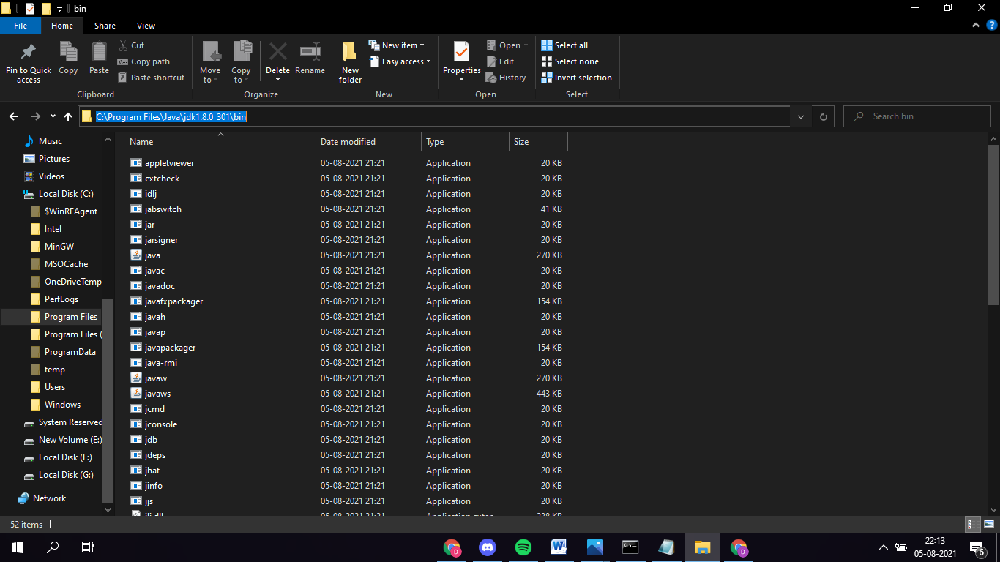 bin
File Home Share View
Pin to Quick access
Copy
Paste
Cut
Copy path
Paste shortcut
Clipboard
Move to
Copy to
Delete
Rename
Organize
New folder
New item
Easy access
New
Properties
Open
Edit
History
Open
Select all
Select none
Invert selection
Select
C:\Program Files\Java\jdk1.8.0_301\bin
Search bin
Music
Pictures
Videos
Local Disk (C:)
$WinREAgent
Intel
MinGW
MSOCache
OneDriveTemp
PerfLogs
Program Files
Program Files (
ProgramData
temp
Users
Windows
System Reserved
New Volume (E:)
Local Disk (F:)
Local Disk (G:)
Network
Name Date modified Type Size
appletviewer 05-08-2021 21:21 Application 20 KB
extcheck 05-08-2021 21:21 Application 20 KB
idlj 05-08-2021 21:21 Application 20 KB
jabswitch 05-08-2021 21:21 Application 41 KB
jar 05-08-2021 21:21 Application 20 KB
jarsigner 05-08-2021 21:21 Application 20 KB
java 05-08-2021 21:21 Application 270 KB
javac 05-08-2021 21:21 Application 20 KB
javadoc 05-08-2021 21:21 Application 20 KB
javafxpackager 05-08-2021 21:21 Application 154 KB
javah 05-08-2021 21:21 Application 20 KB
javap 05-08-2021 21:21 Application 20 KB
javapackager 05-08-2021 21:21 Application 154 KB
java-rmi 05-08-2021 21:21 Application 20 KB
javaw 05-08-2021 21:21 Application 270 KB
javaws 05-08-2021 21:21 Application 443 KB
jcmd 05-08-2021 21:21 Application 20 KB
jconsole 05-08-2021 21:21 Application 20 KB
jdb 05-08-2021 21:21 Application 20 KB
jdeps 05-08-2021 21:21 Application 20 KB
jhat 05-08-2021 21:21 Application 20 KB
jinfo 05-08-2021 21:21 Application 20 KB
jjs 05-08-2021 21:21 Application 20 KB
52 items
22:13
05-08-2021
6